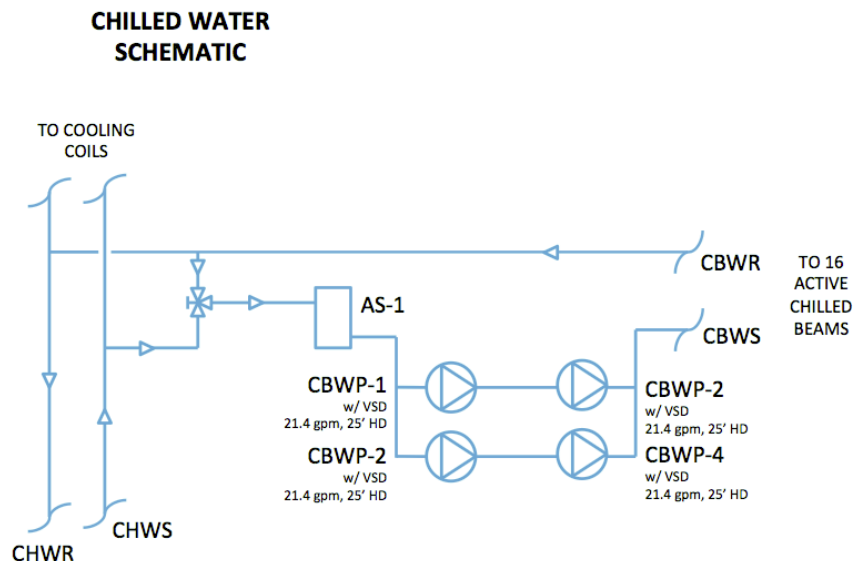 CHILLED WATER
SCHEMATIC
TO COOLING
COILS
CBWR
TO 16
ACTIVE
CHILLED
BEAMS
AS-1
CBWS
CBWP-1
w/ VSD
21.4 gpm, 25' HD
CBWP-2
w/ VSD
21.4 gpm, 25' HD
CBWP-2
w/ VSD
21.4 gpm, 25' HD
CBWP-4
w/ VSD
21.4 gpm, 25' HD
CHWR
CHWS